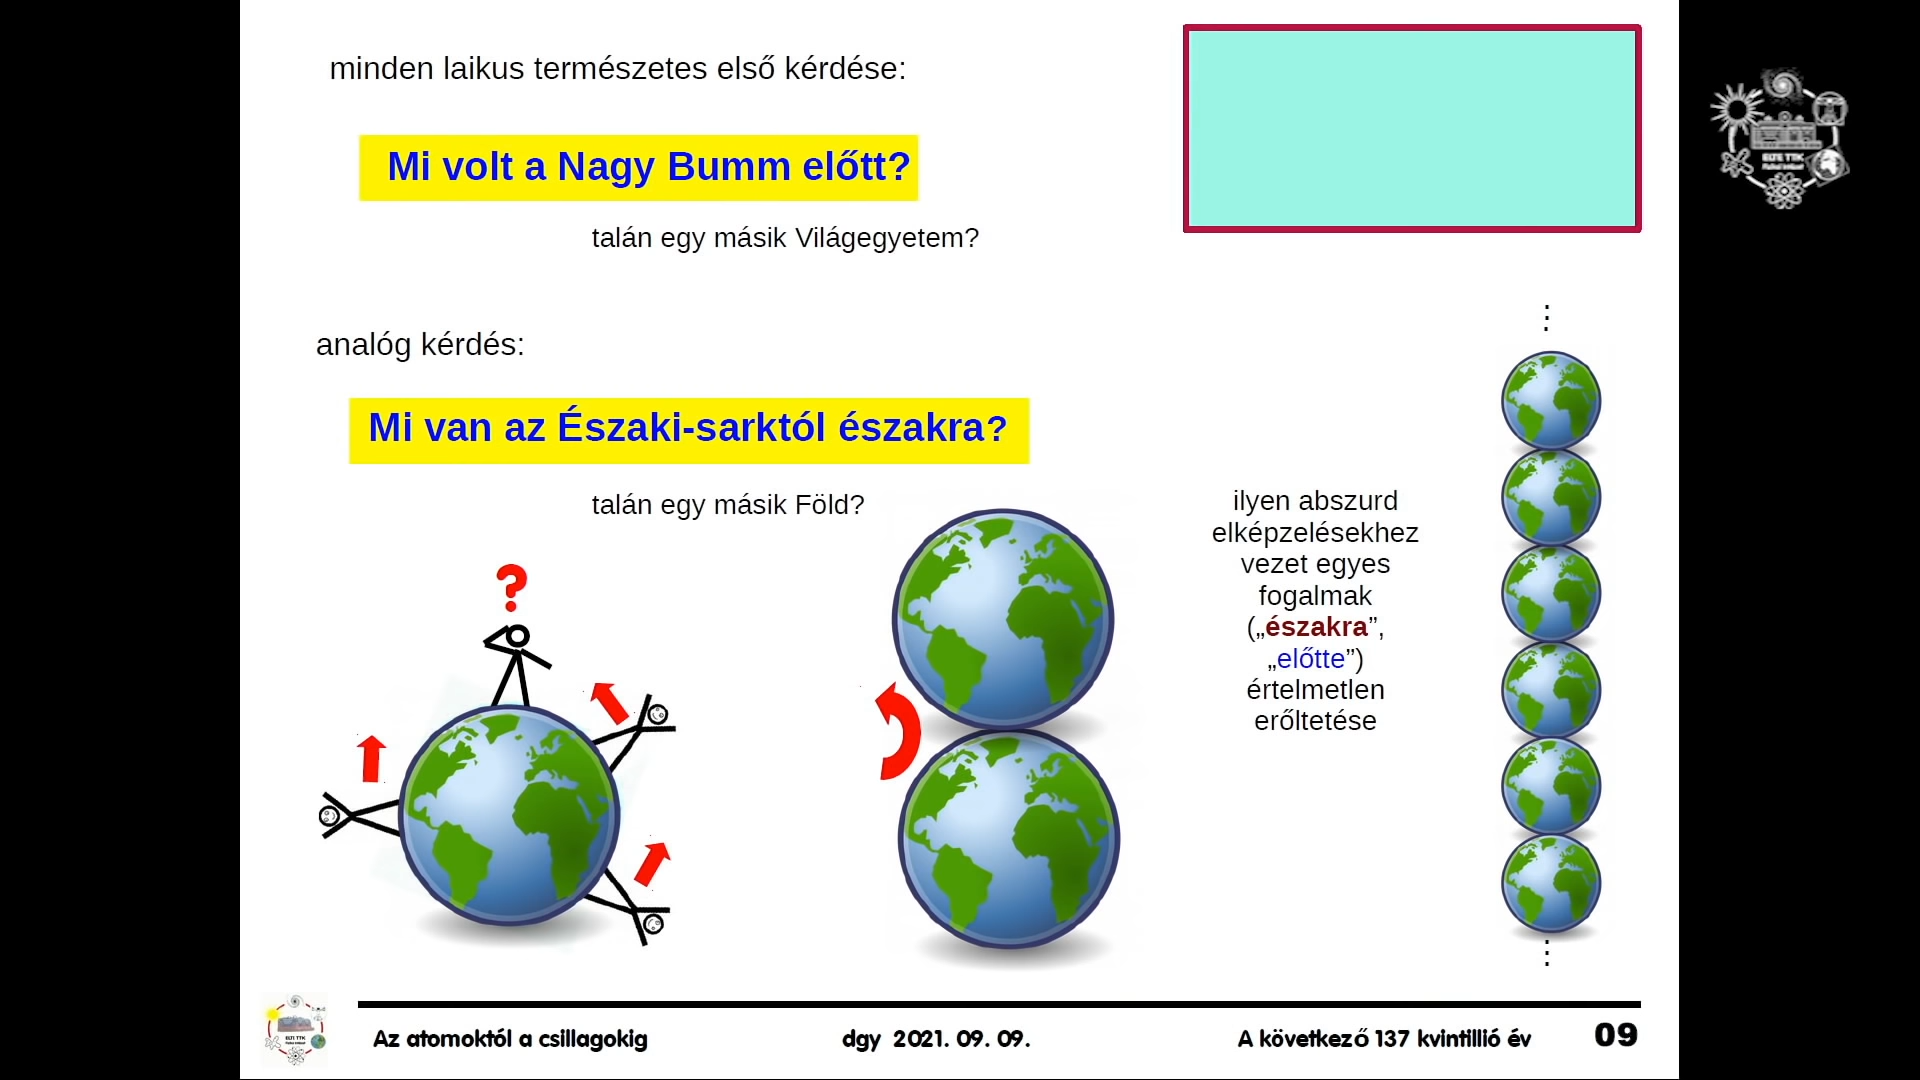 minden laikus természetes első kérdése:
Mi volt a Nagy Bumm előtt?
talán egy másik Világegyetem?
analóg kérdés:
Mi van az Északi-sarktól északra?
talán egy másik Föld?
?
ilyen abszurd
elképzelésekhez
vezet egyes
fogalmak
(„északra”,
„előtte”)
értelmetlen
erőltetése
ELTE TTK
Az atomoktól a csillagokig
dgy 2021. 09. 09.
A következő 137 kvintillió év
09